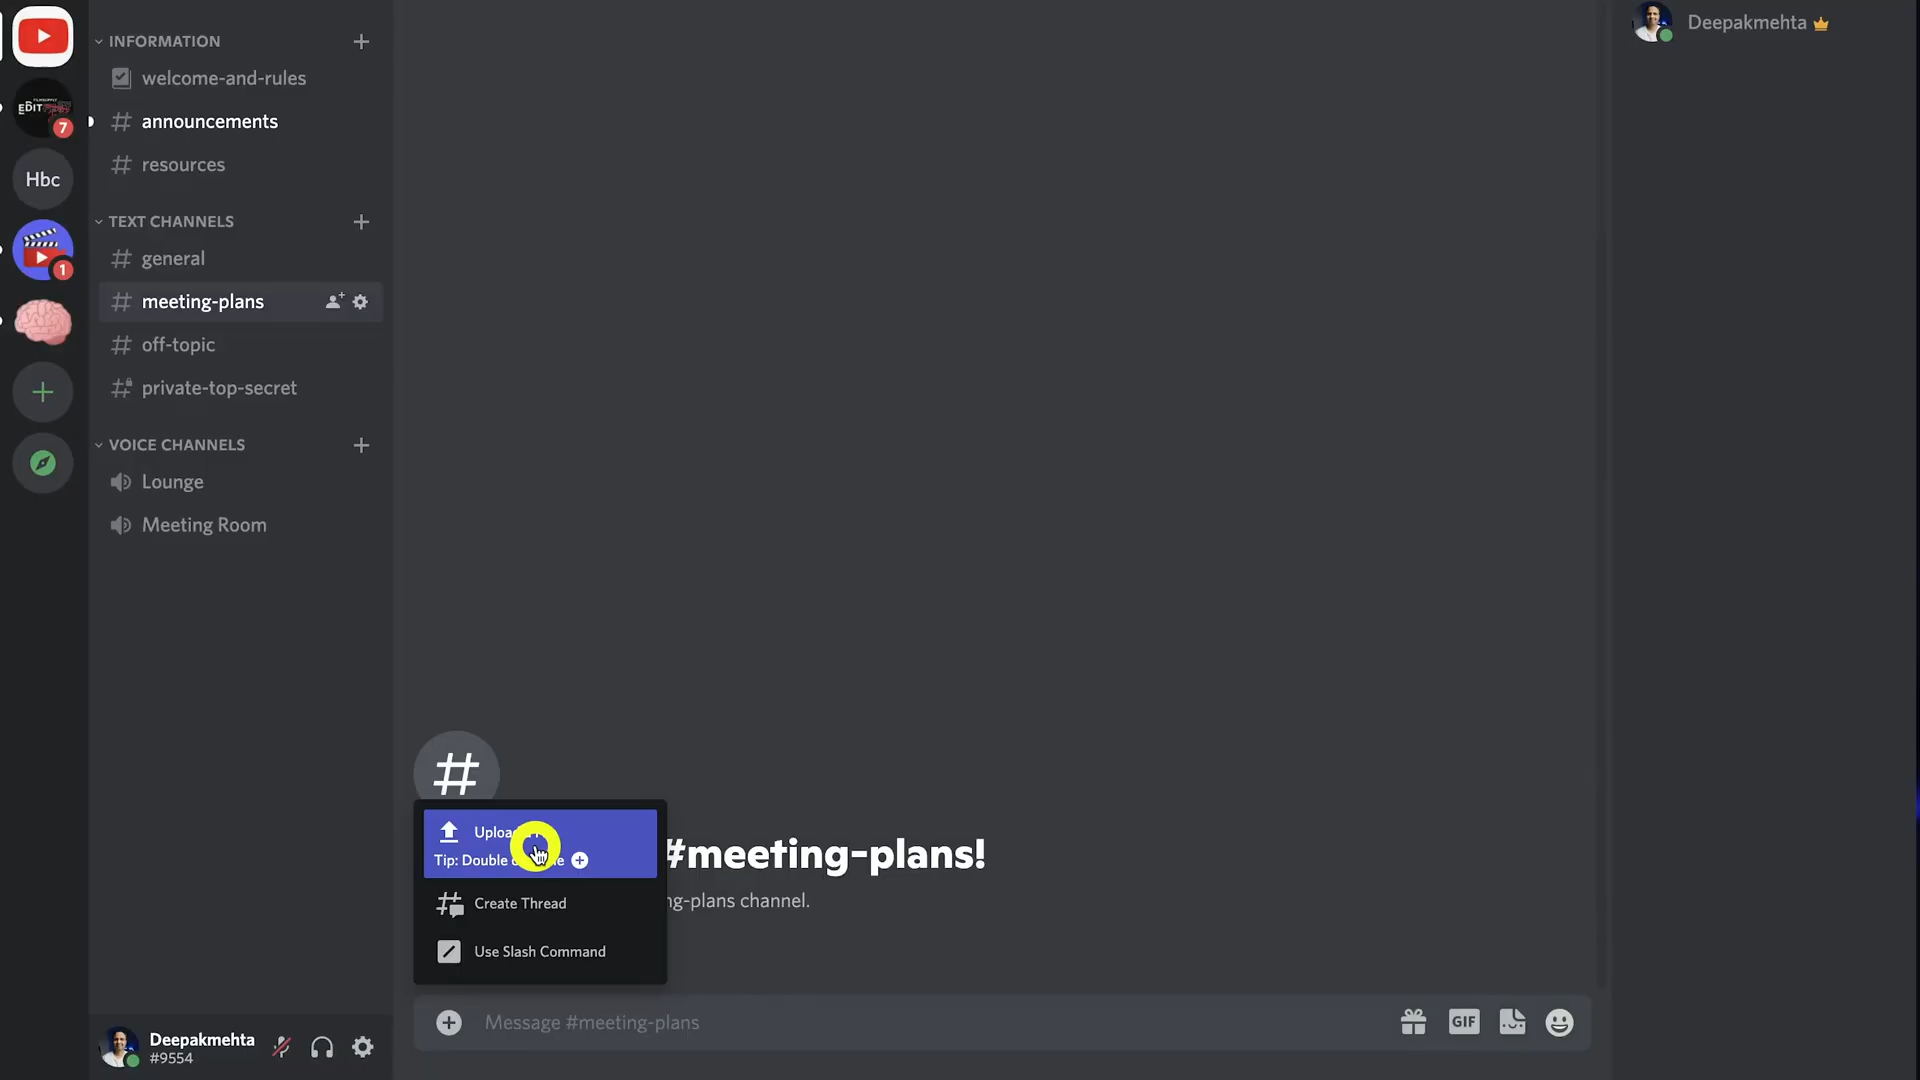 INFORMATION
welcome-and-rules
announcements
resources
TEXT CHANNELS
general
meeting-plans
off-topic
private-top-secret
VOICE CHANNELS
Lounge
Meeting Room
EDIT
7
Hbc
1
Deepakmehta
#meeting-plans!
-plans channel.
Tip: Double
Create Thread
Use Slash Command
Message #meeting-plans
GIF
Deepakmehta
#9554